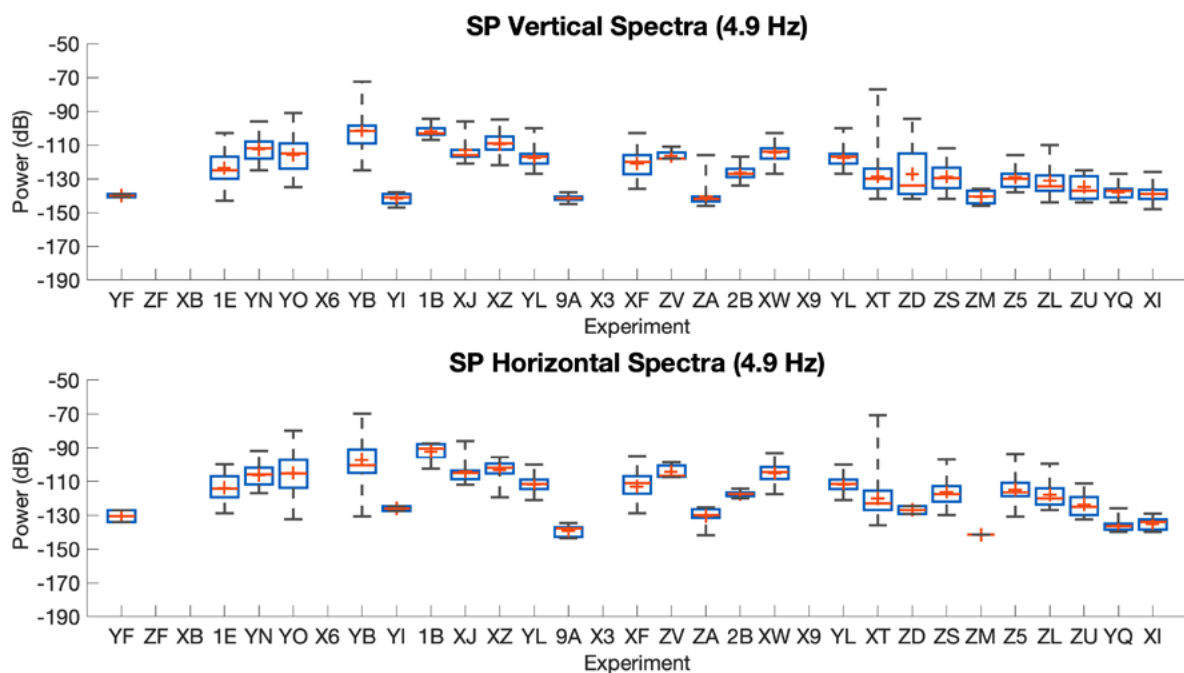 SP Vertical Spectra (4.9 Hz)
Power (dB)
-50
-70
-90
-110
-130
-150
-170
-190
YF ZF XB 1E YN YO X6 YB YI 1B XJ XZ YL 9A X3 XF ZV ZA 2B XW X9 YL XT ZD ZS ZM Z5 ZL ZU YQ XI
Experiment
SP Horizontal Spectra (4.9 Hz)
Power (dB)
-50
-70
-90
-110
-130
-150
-170
-190
YF ZF XB 1E YN YO X6 YB YI 1B XJ XZ YL 9A X3 XF ZV ZA 2B XW X9 YL XT ZD ZS ZM Z5 ZL ZU YQ XI
Experiment